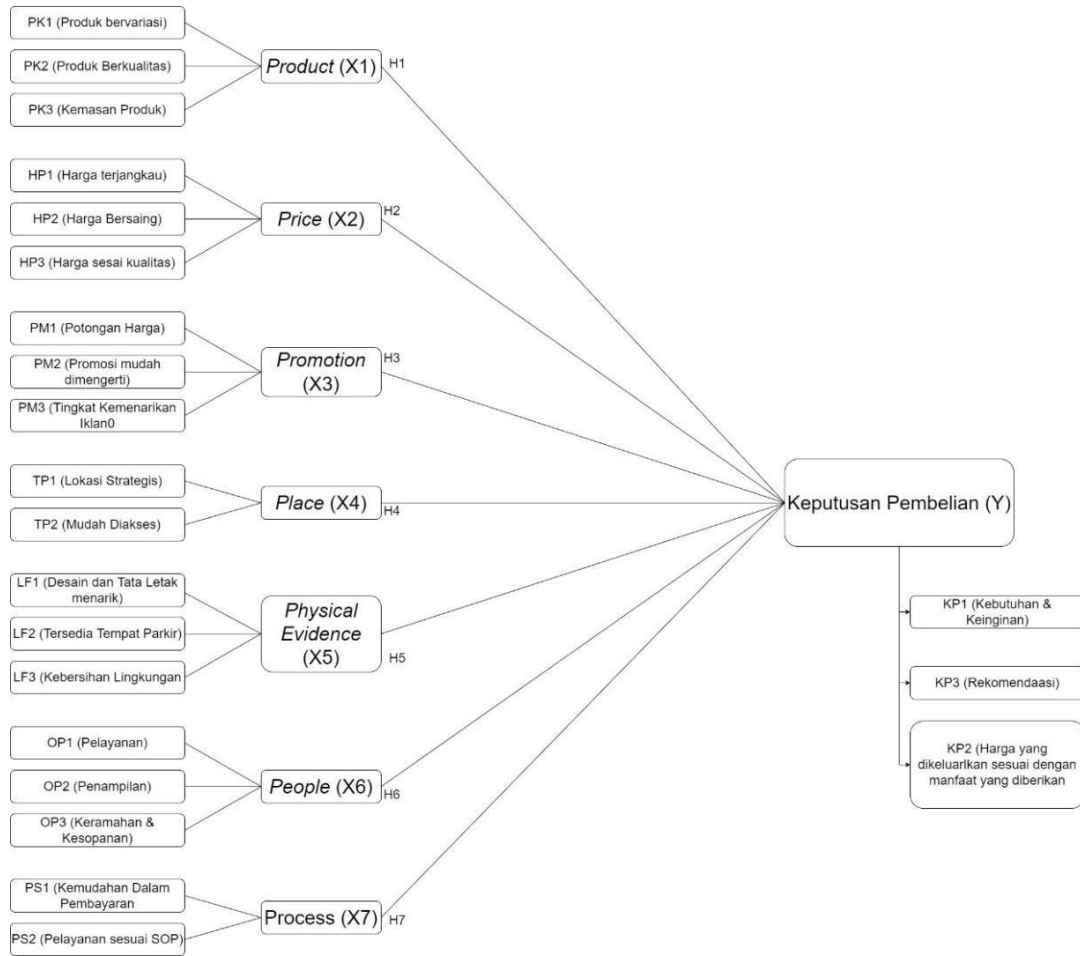 PK1 (Produk bervariasi)
PK2 (Produk Berkualitas)
PK3 (Kemasan Produk)
Product (X1)
H1
HP1 (Harga terjangkau)
HP2 (Harga Bersaing)
HP3 (Harga sesai kualitas)
Price (X2)
H2
PM1 (Potongan Harga)
PM2 (Promosi mudah
dimengerti)
PM3 (Tingkat Kemenarikan
Iklan0
Promotion
(X3)
H3
TP1 (Lokasi Strategis)
TP2 (Mudah Diakses)
Place (X4)
H4
LF1 (Desain dan Tata Letak
menarik)
LF2 (Tersedia Tempat Parkir)
LF3 (Kebersihan Lingkungan
Physical
Evidence
(X5)
H5
OP1 (Pelayanan)
OP2 (Penampilan)
OP3 (Keramahan &
Kesopanan)
People (X6)
H6
PS1 (Kemudahan Dalam
Pembayaran
PS2 (Pelayanan sesuai SOP)
Process (X7)
H7
Keputusan Pembelian (Y)
KP1 (Kebutuhan &
Keinginan)
KP3 (Rekomendaasi)
KP2 (Harga yang
dikeluarlkan sesuai dengan
manfaat yang diberikan